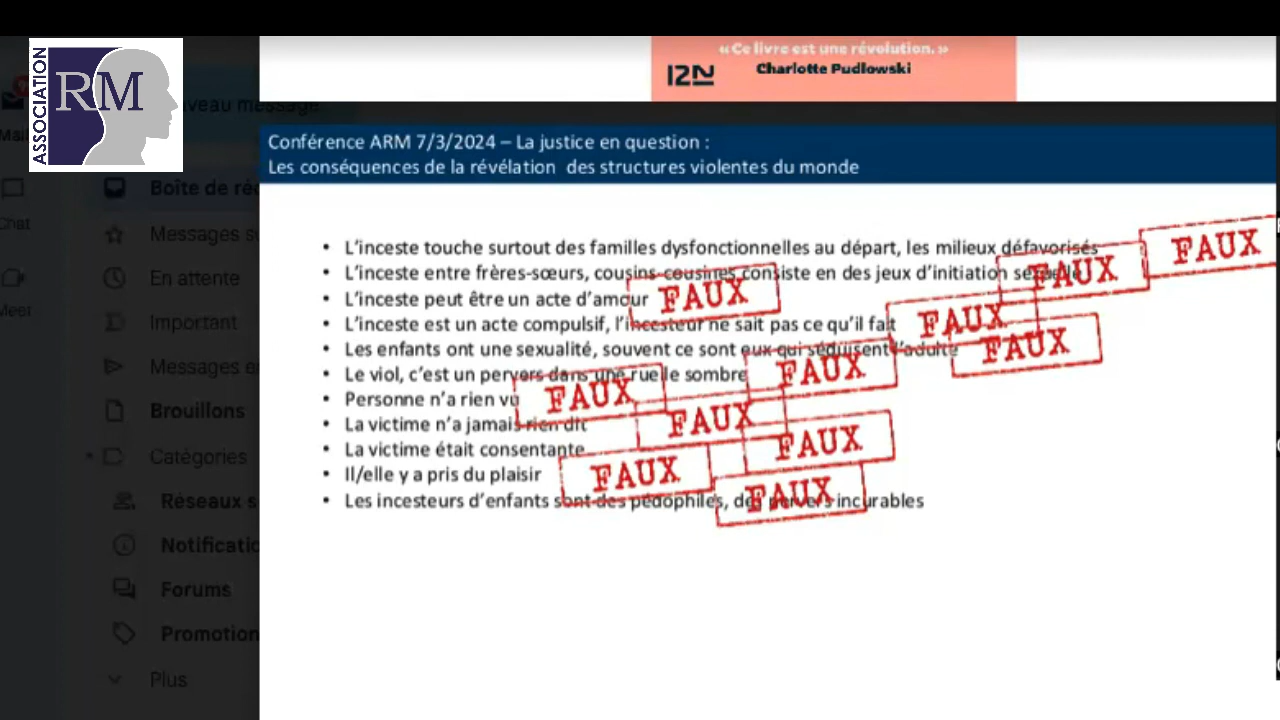 ASSOCIATION
RM
« Ce livre est une révolution. »
Charlotte Pudlowski
Conférence ARM 7/3/2024 – La justice en question :
Les conséquences de la révélation des structures violentes du monde
• L'inceste touche surtout des familles dysfonctionnelles au départ, les milieux défavorisés
FAUX
• L'inceste entre frères-sœurs, cousins-cousines consiste en des jeux d'initiation
FAUX
• L'inceste peut être un acte d'amour
FAUX
• L'inceste est un acte compulsif, l'incesteur ne sait pas ce qu'il fait
FAUX
• Les enfants ont une sexualité, souvent ce sont eux qui séduisent l'adulte
FAUX
• Le viol, c'est un pervers dans une ruelle sombre
FAUX
• Personne n'a rien vu
FAUX
• La victime n'a jamais rien dit
FAUX
• La victime était consentante
FAUX
• Il/elle y a pris du plaisir
FAUX
• Les incesteurs d'enfants sont des pédophiles, des pervers incurables
FAUX
Mail
Chat
Meet
veau message
Boîte de ré
Messages su
En attente
Important
Messages en
Brouillons
Catégories
Réseaux s
Notificatio
Forums
Promotion
Plus